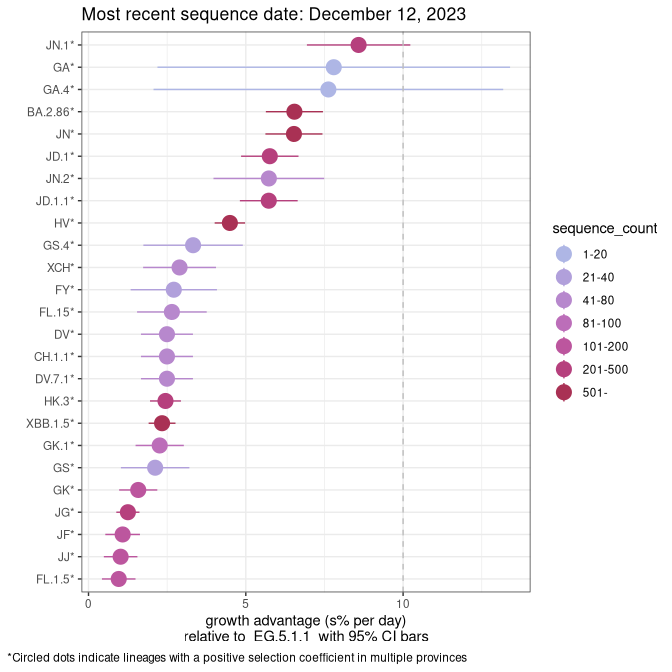 Most recent sequence date: December 12, 2023
JN.1*
GA*
GA.4*
BA.2.86*
JN*
JD.1*
JN.2*
JD.1.1*
HV*
GS.4*
XCH*
FY*
FL.15*
DV*
CH.1.1*
DV.7.1*
HK.3*
XBB.1.5*
GK.1*
GS*
GK*
JG*
JF*
JJ*
FL.1.5*
0 5 10
growth advantage (s% per day)
relative to EG.5.1.1 with 95% CI bars
sequence_count
1-20
21-40
41-80
81-100
101-200
201-500
501-
*Circled dots indicate lineages with a positive selection coefficient in multiple provinces